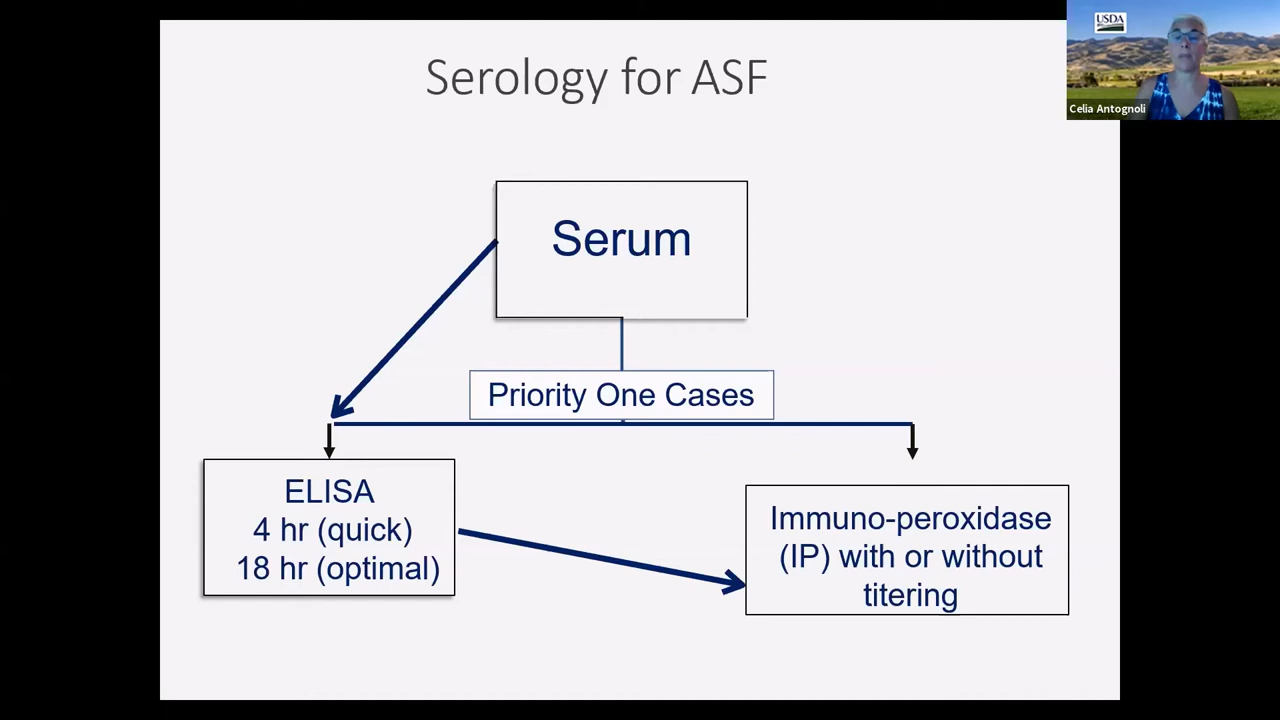 Serology for ASF
USDA
Celia Antognoli
Serum
Priority One Cases
ELISA
4 hr (quick)
18 hr (optimal)
Immuno-peroxidase
(IP) with or without
titering